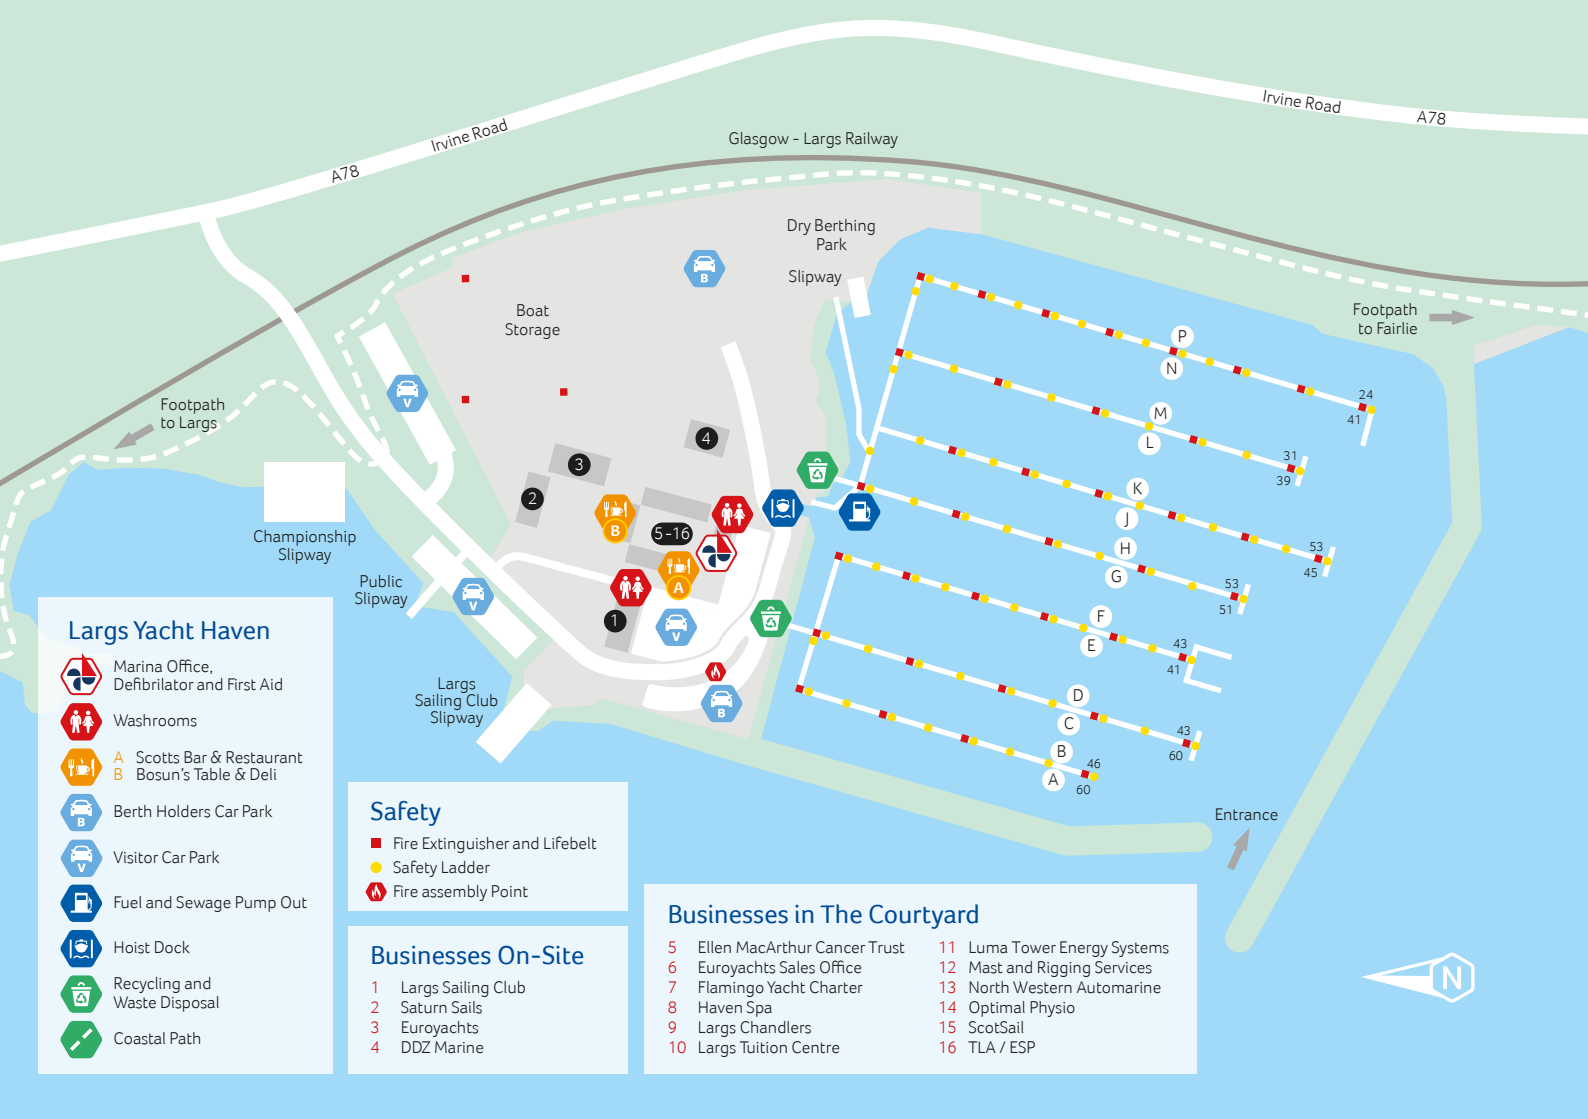 Irvine Road
A78
Irvine Road
A78
Glasgow - Largs Railway
Dry Berthing
Park
Slipway
Boat
Storage
Footpath
to Fairlie
Footpath
to Largs
Championship
Slipway
Public
Slipway
Largs
Sailing Club
Slipway
B
V
V
V
B
4
3
2
B
5-16
A
1
P
N
24
41
M
L
31
39
K
J
53
45
H
G
53
51
F
E
43
41
D
C
43
60
B
A
46
60
Entrance
N
Largs Yacht Haven
Marina Office,
Defibrilator and First Aid
Washrooms
A Scotts Bar & Restaurant
B Bosun's Table & Deli
B Berth Holders Car Park
V Visitor Car Park
Fuel and Sewage Pump Out
Hoist Dock
Recycling and
Waste Disposal
Coastal Path
Safety
Fire Extinguisher and Lifebelt
Safety Ladder
Fire assembly Point
Businesses On-Site
1 Largs Sailing Club
2 Saturn Sails
3 Euroyachts
4 DDZ Marine
Businesses in The Courtyard
5 Ellen MacArthur Cancer Trust
6 Euroyachts Sales Office
7 Flamingo Yacht Charter
8 Haven Spa
9 Largs Chandlers
10 Largs Tuition Centre
11 Luma Tower Energy Systems
12 Mast and Rigging Services
13 North Western Automarine
14 Optimal Physio
15 ScotSail
16 TLA / ESP